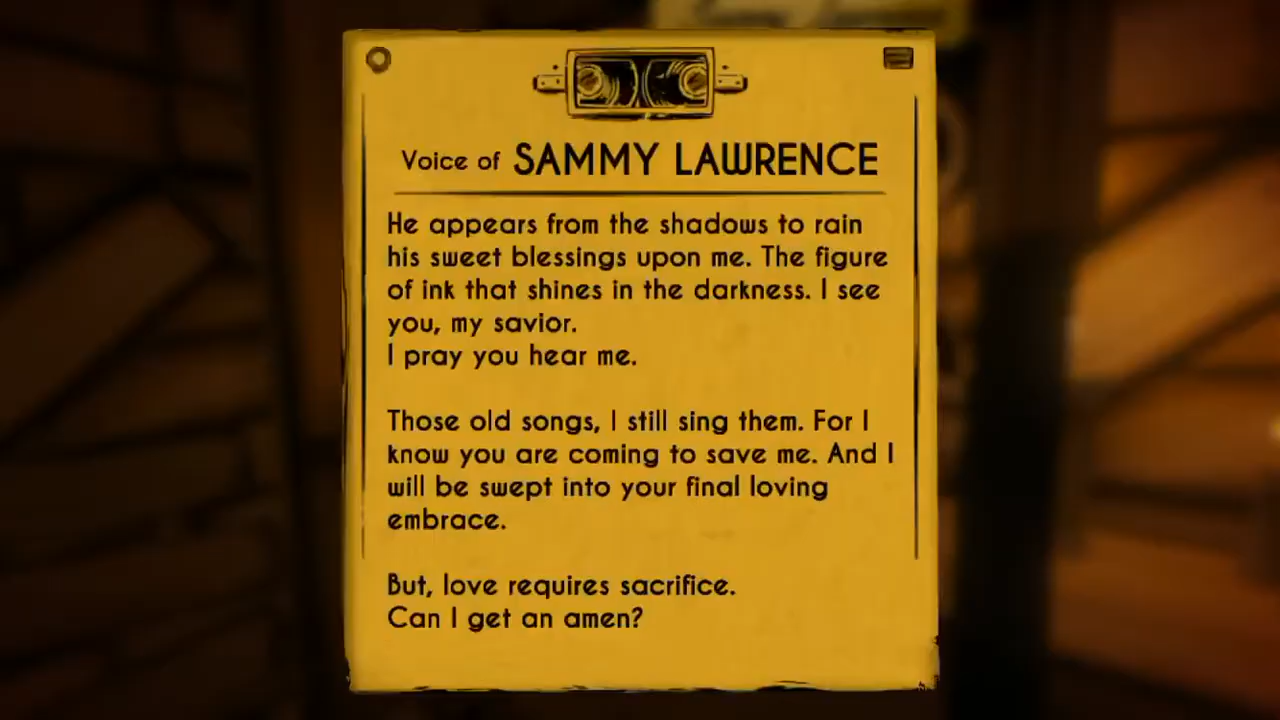 Voice of SAMMY LAWRENCE
He appears from the shadows to rain
his sweet blessings upon me. The figure
of ink that shines in the darkness. I see
you, my savior.
I pray you hear me.
Those old songs, I still sing them. For I
know you are coming to save me. And I
will be swept into your final loving
embrace.
But, love requires sacrifice.
Can I get an amen?